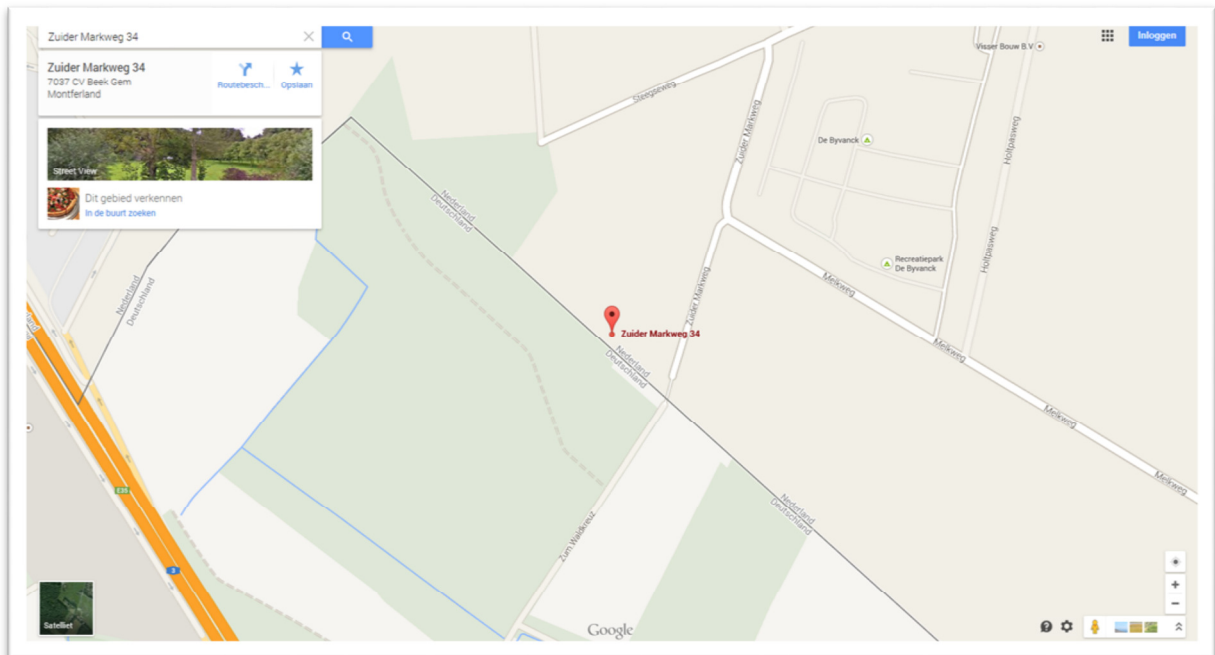 Zuider Markweg 34
Inloggen
Visser Bouw B.V
Zuider Markweg 34
7037 CV Beek Gem
Montferland
Routebesch...
Opslaan
Street View
Dit gebied verkennen
In de buurt zoeken
Steegseweg
Zuider Markweg
De Byvanck
Holtpasweg
Nederland
Deutschland
Recreatiepark
De Byvanck
Holtpasweg
Melkweg
Zuider Markweg
Nederland
Deutschland
Zuider Markweg 34
Nederland
Deutschland
Melkweg
Melkweg
Melkweg
E35
Nederland
Deutschland
Zum Waldkreuz
3
Satelliet
Google